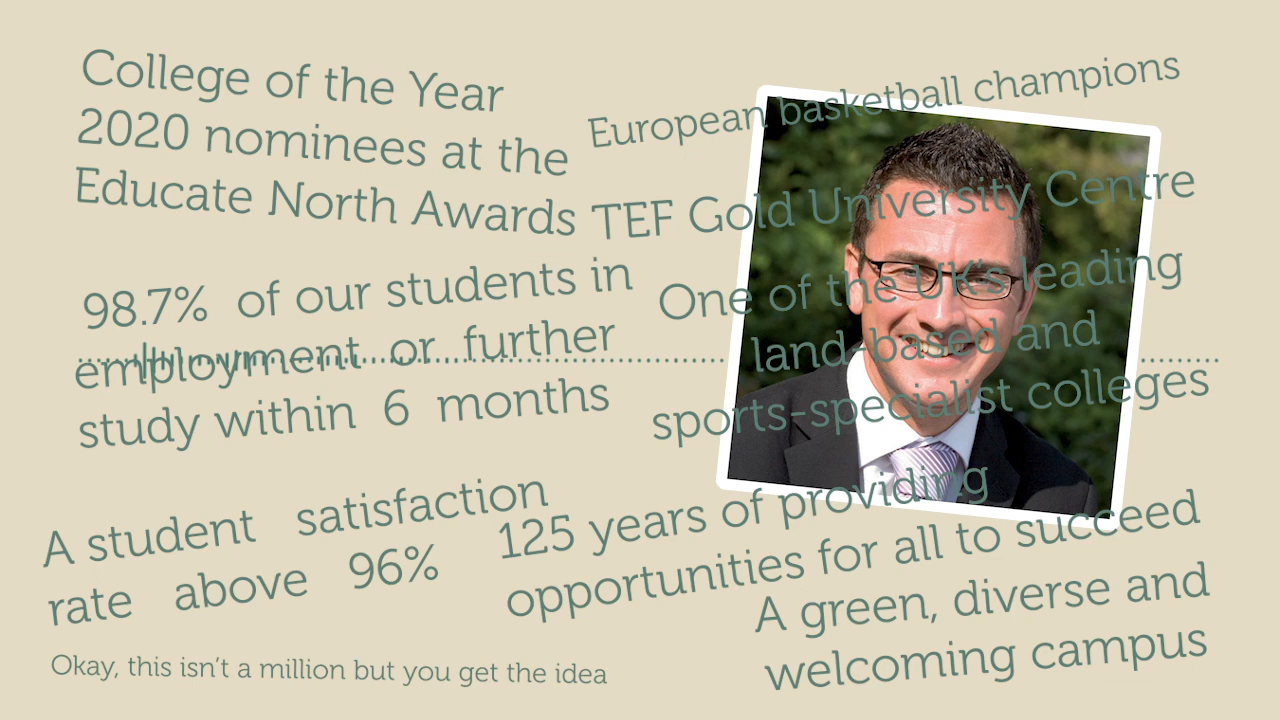 College of the Year
2020 nominees at the
Educate North Awards
European basketball champions
TEF Gold University Centre
98.7% of our students in
employment or further
study within 6 months
One of the UK's leading
land-based and
sports-specialist colleges
A student satisfaction
rate above 96%
125 years of providing
opportunities for all to succeed
A green, diverse and
welcoming campus
Okay, this isn't a million but you get the idea